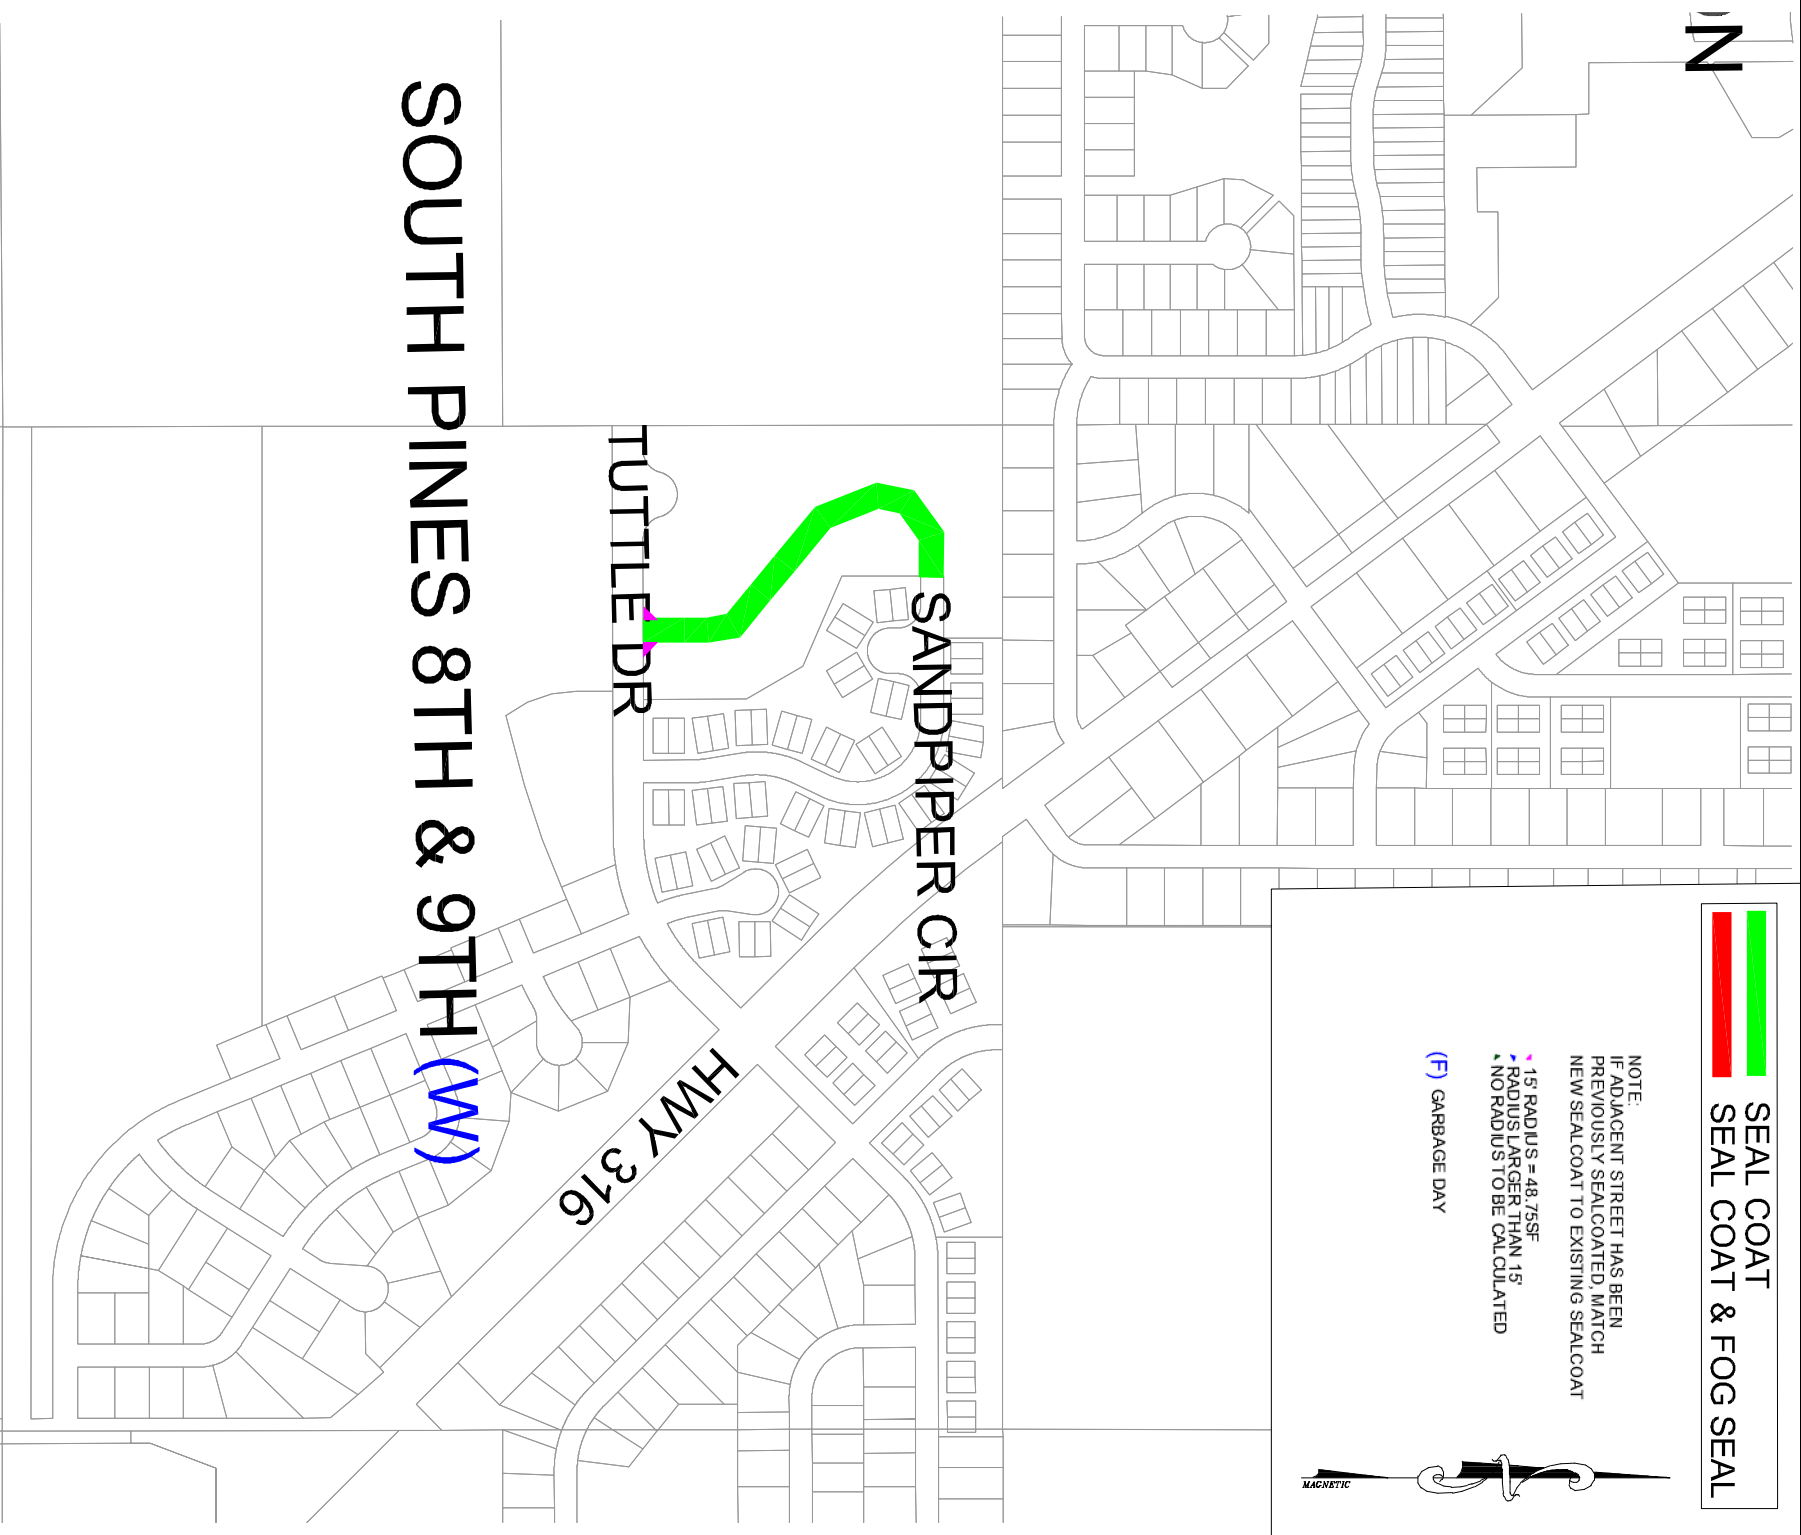 SOUTH PINES 8TH & 9TH (W)
TUTTLE DR
SANDPIPER CIR
HWY 316
SEAL COAT
SEAL COAT & FOG SEAL
NOTE:
IF ADJACENT STREET HAS BEEN
PREVIOUSLY SEALCOATED, MATCH
NEW SEALCOAT TO EXISTING SEALCOAT
15' RADIUS = 48.75SF
RADIUS LARGER THAN 15'
NO RADIUS TO BE CALCULATED
(F) GARBAGE DAY
MAGNETIC
N